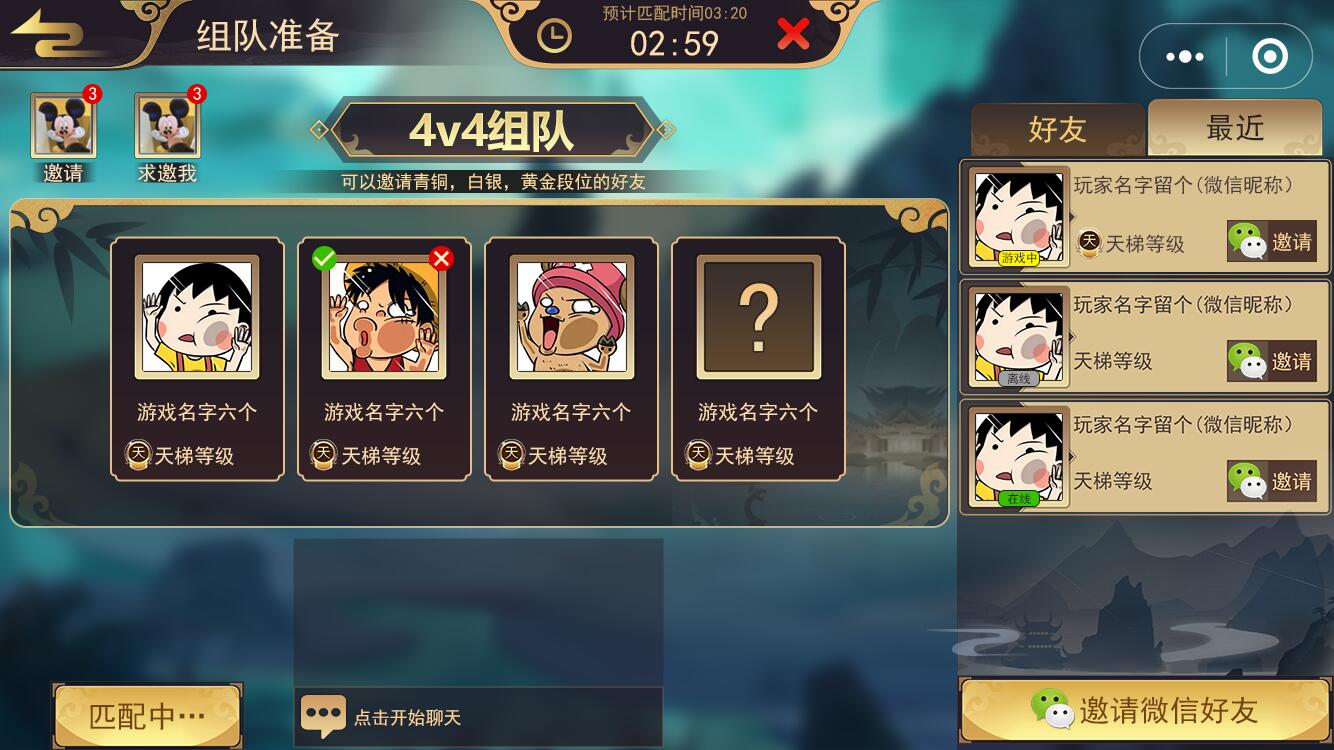 组队准备
预计匹配时间03:20
02:59
3
邀请
3
求邀我
4v4组队
可以邀请青铜，白银，黄金段位的好友
好友
最近
游戏名字六个
天 天梯等级
游戏名字六个
天 天梯等级
游戏名字六个
天 天梯等级
?
游戏名字六个
天 天梯等级
玩家名字留个(微信昵称)
游戏中
天 天梯等级
邀请
玩家名字留个(微信昵称)
离线
天梯等级
邀请
玩家名字留个(微信昵称)
在线
天梯等级
邀请
匹配中···
点击开始聊天
邀请微信好友